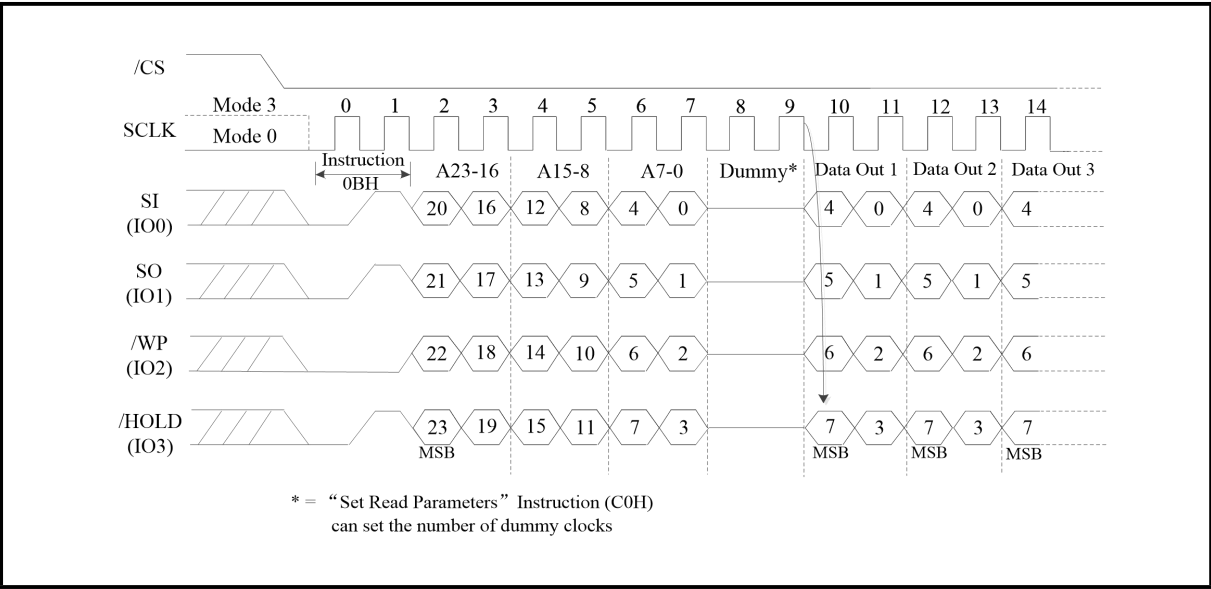 /CS
Mode 3 0 1 2 3 4 5 6 7 8 9 10 11 12 13 14
SCLK
Mode 0
Instruction
0BH
A23-16 A15-8 A7-0 Dummy* Data Out 1 Data Out 2 Data Out 3
SI
(IO0)
20 16 12 8 4 0 4 0 4 0 4
SO
(IO1)
21 17 13 9 5 1 5 1 5 1 5
/WP
(IO2)
22 18 14 10 6 2 6 2 6 2 6
/HOLD
(IO3)
23 19 15 11 7 3 7 3 7 3 7
MSB MSB MSB MSB
* = “Set Read Parameters” Instruction (C0H)
can set the number of dummy clocks